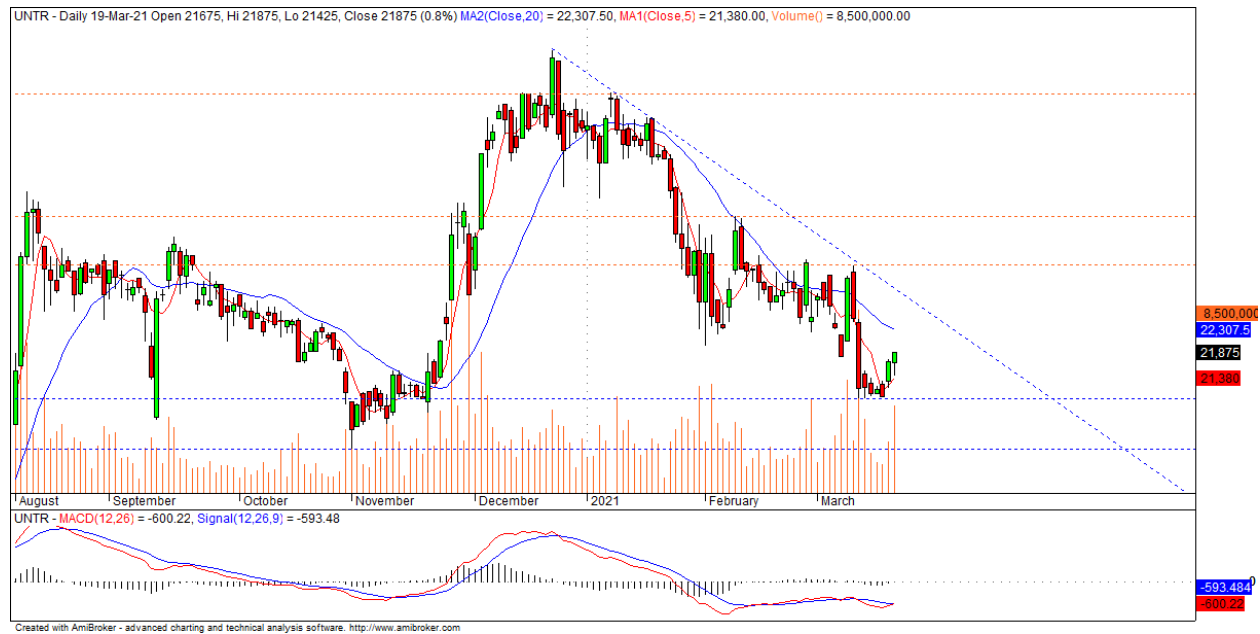 UNTR - Daily 19-Mar-21 Open 21675, Hi 21875, Lo 21425, Close 21875 (0.8%) MA2(Close,20) = 22,307.50, MA1(Close,5) = 21,380.00, Volume() = 8,500,000.00
8,500,000
22,307.5
21,875
21,380
August September October November December 2021 February March
UNTR - MACD(12,26) = -600.22, Signal(12,26,9) = -593.48
0
-593.484
-600.22
Created with AmiBroker - advanced charting and technical analysis software. http://www.amibroker.com